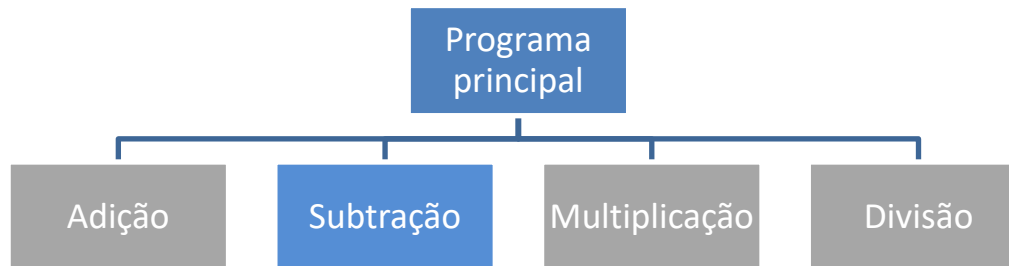 Programa
principal
Adição
Subtração
Multiplicação
Divisão